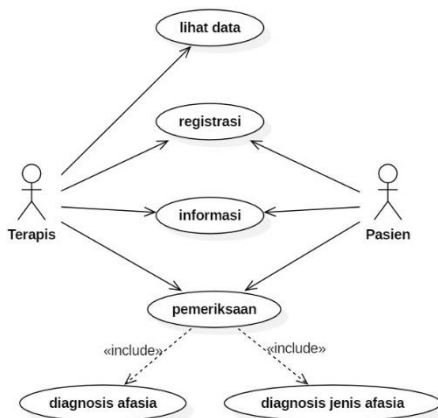 lihat data
registrasi
Terapis
informasi
Pasien
pemeriksaan
«include»
«include»
diagnosis afasia
diagnosis jenis afasia